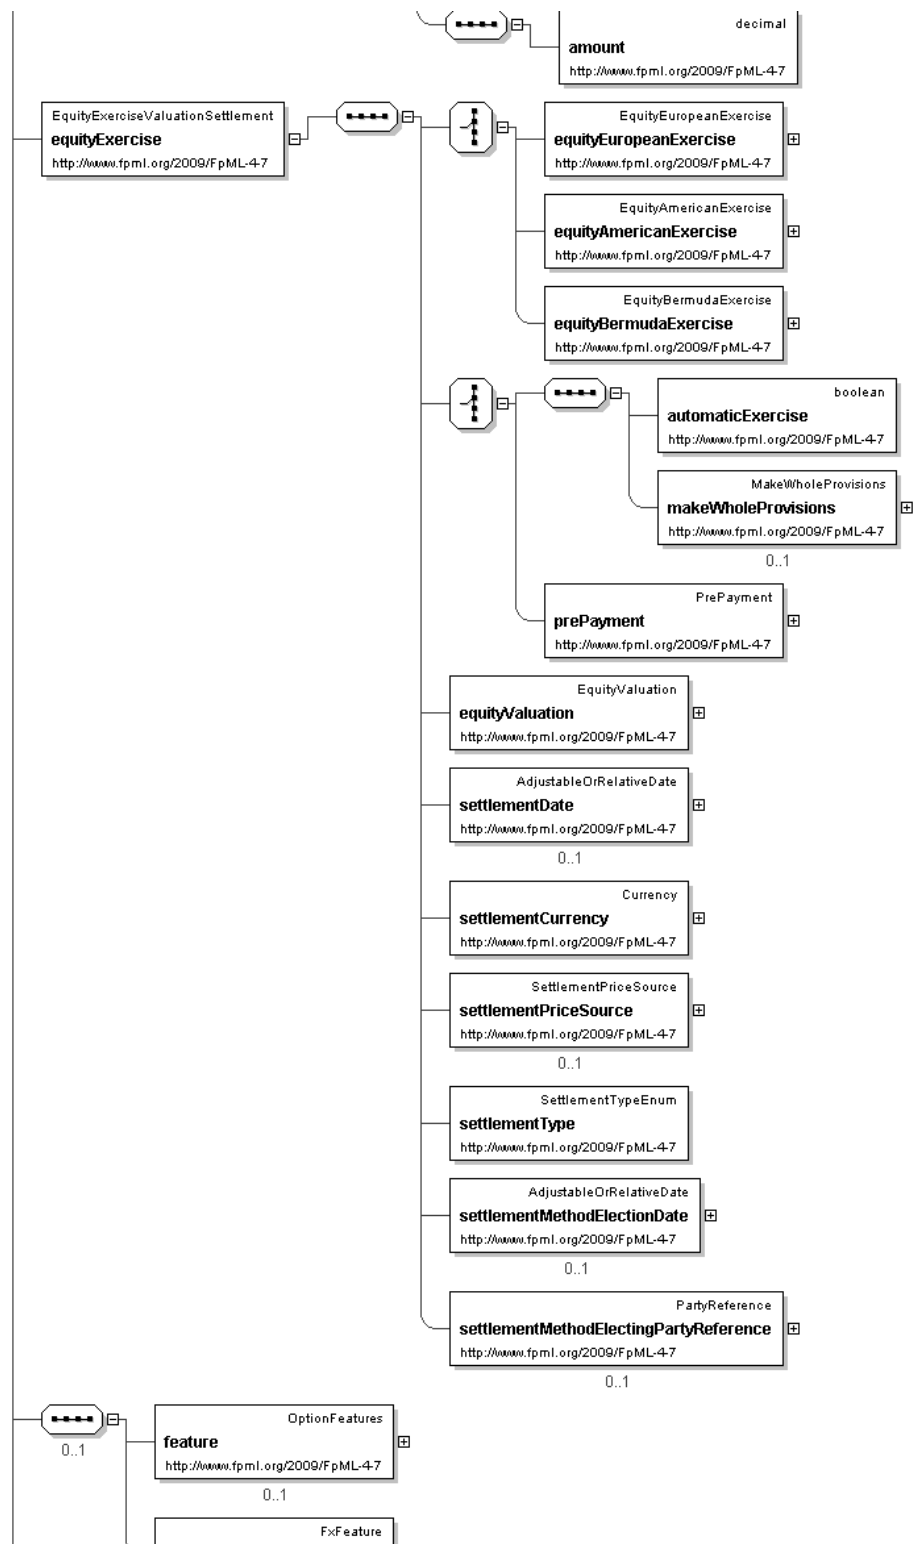 decimal
amount
http://www.fpml.org/2009/FpML-4-7
EquityExerciseValuationSettlement
equityExercise
http://www.fpml.org/2009/FpML-4-7
EquityEuropeanExercise
equityEuropeanExercise
http://www.fpml.org/2009/FpML-4-7
EquityAmericanExercise
equityAmericanExercise
http://www.fpml.org/2009/FpML-4-7
EquityBermudaExercise
equityBermudaExercise
http://www.fpml.org/2009/FpML-4-7
boolean
automaticExercise
http://www.fpml.org/2009/FpML-4-7
MakeWholeProvisions
makeWholeProvisions
http://www.fpml.org/2009/FpML-4-7
0..1
PrePayment
prePayment
http://www.fpml.org/2009/FpML-4-7
EquityValuation
equityValuation
http://www.fpml.org/2009/FpML-4-7
AdjustableOrRelativeDate
settlementDate
http://www.fpml.org/2009/FpML-4-7
0..1
Currency
settlementCurrency
http://www.fpml.org/2009/FpML-4-7
SettlementPriceSource
settlementPriceSource
http://www.fpml.org/2009/FpML-4-7
0..1
SettlementTypeEnum
settlementType
http://www.fpml.org/2009/FpML-4-7
AdjustableOrRelativeDate
settlementMethodElectionDate
http://www.fpml.org/2009/FpML-4-7
0..1
PartyReference
settlementMethodElectingPartyReference
http://www.fpml.org/2009/FpML-4-7
0..1
0..1
OptionFeatures
feature
http://www.fpml.org/2009/FpML-4-7
0..1
FxFeature